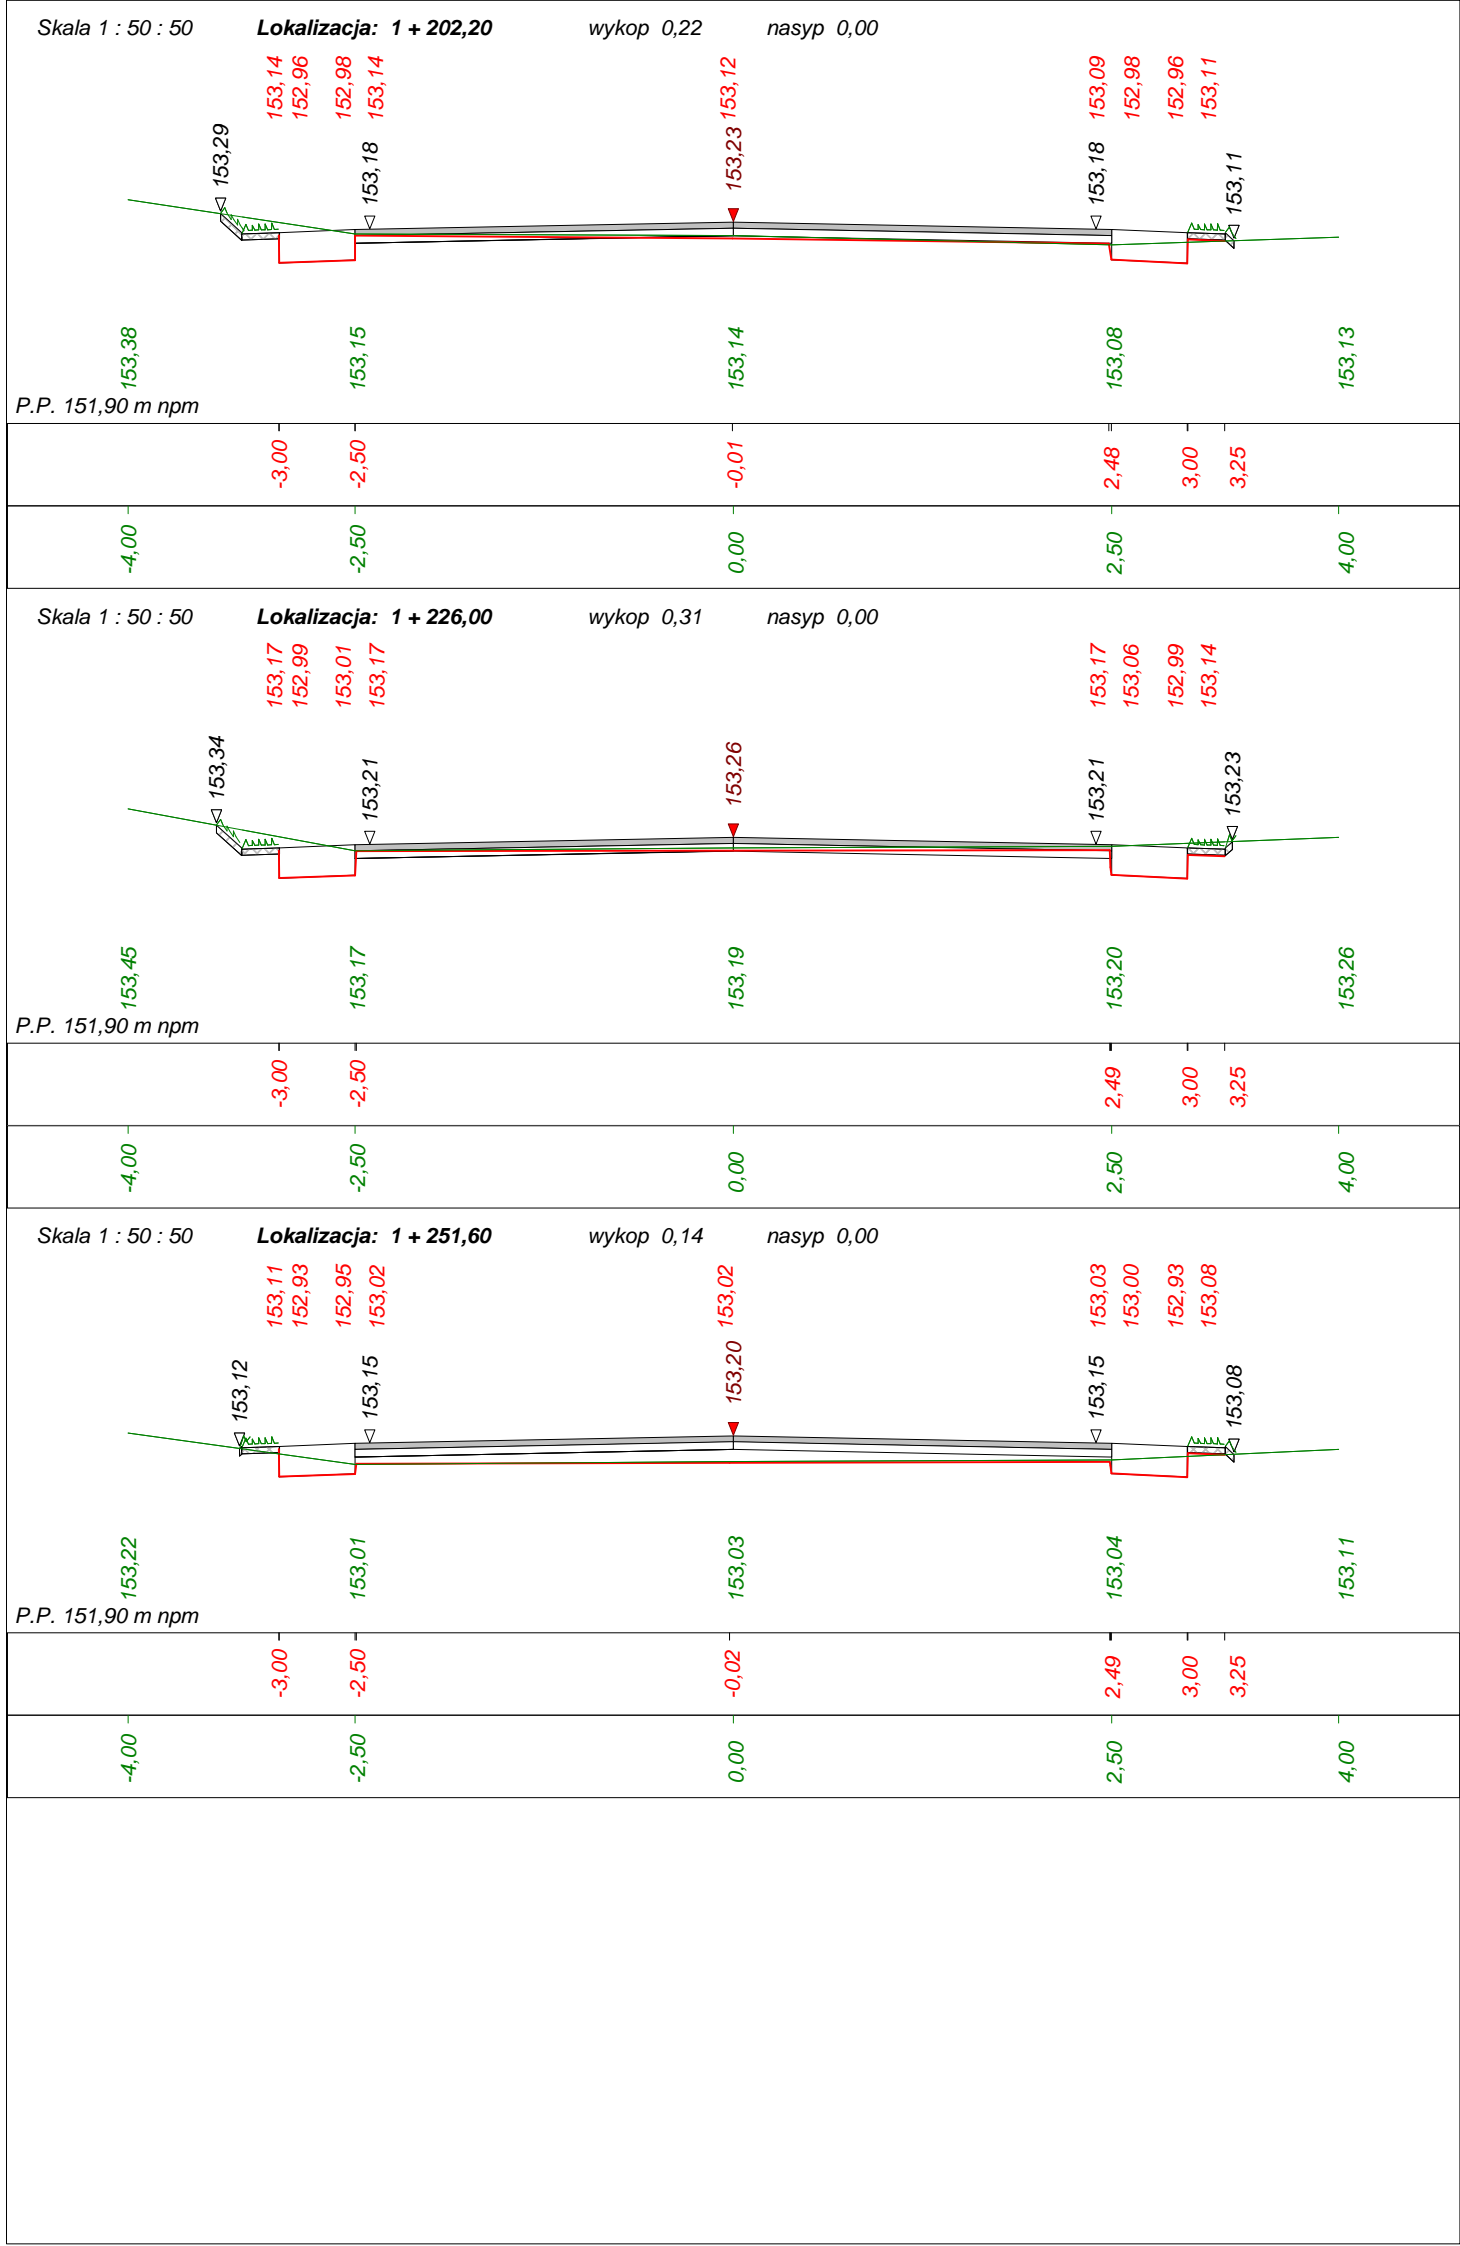 Skala 1 : 50 : 50 Lokalizacja: 1 + 202,20 wykop 0,22 nasyp 0,00
153,14 152,96 152,98 153,14 153,12 153,09 152,98 152,96 153,11
153,29 153,18 153,23 153,18 153,11
153,38 153,15 153,14 153,08 153,13
P.P. 151,90 m npm
-3,00 -2,50 -0,01 2,48 3,00 3,25
-4,00 -2,50 0,00 2,50 4,00
Skala 1 : 50 : 50 Lokalizacja: 1 + 226,00 wykop 0,31 nasyp 0,00
153,17 152,99 153,01 153,17 153,17 153,06 152,99 153,14
153,34 153,21 153,26 153,21 153,23
153,45 153,17 153,19 153,20 153,26
P.P. 151,90 m npm
-3,00 -2,50 2,49 3,00 3,25
-4,00 -2,50 0,00 2,50 4,00
Skala 1 : 50 : 50 Lokalizacja: 1 + 251,60 wykop 0,14 nasyp 0,00
153,11 152,93 152,95 153,02 153,02 153,03 153,00 152,93 153,08
153,12 153,15 153,20 153,15 153,08
153,22 153,01 153,03 153,04 153,11
P.P. 151,90 m npm
-3,00 -2,50 -0,02 2,49 3,00 3,25
-4,00 -2,50 0,00 2,50 4,00